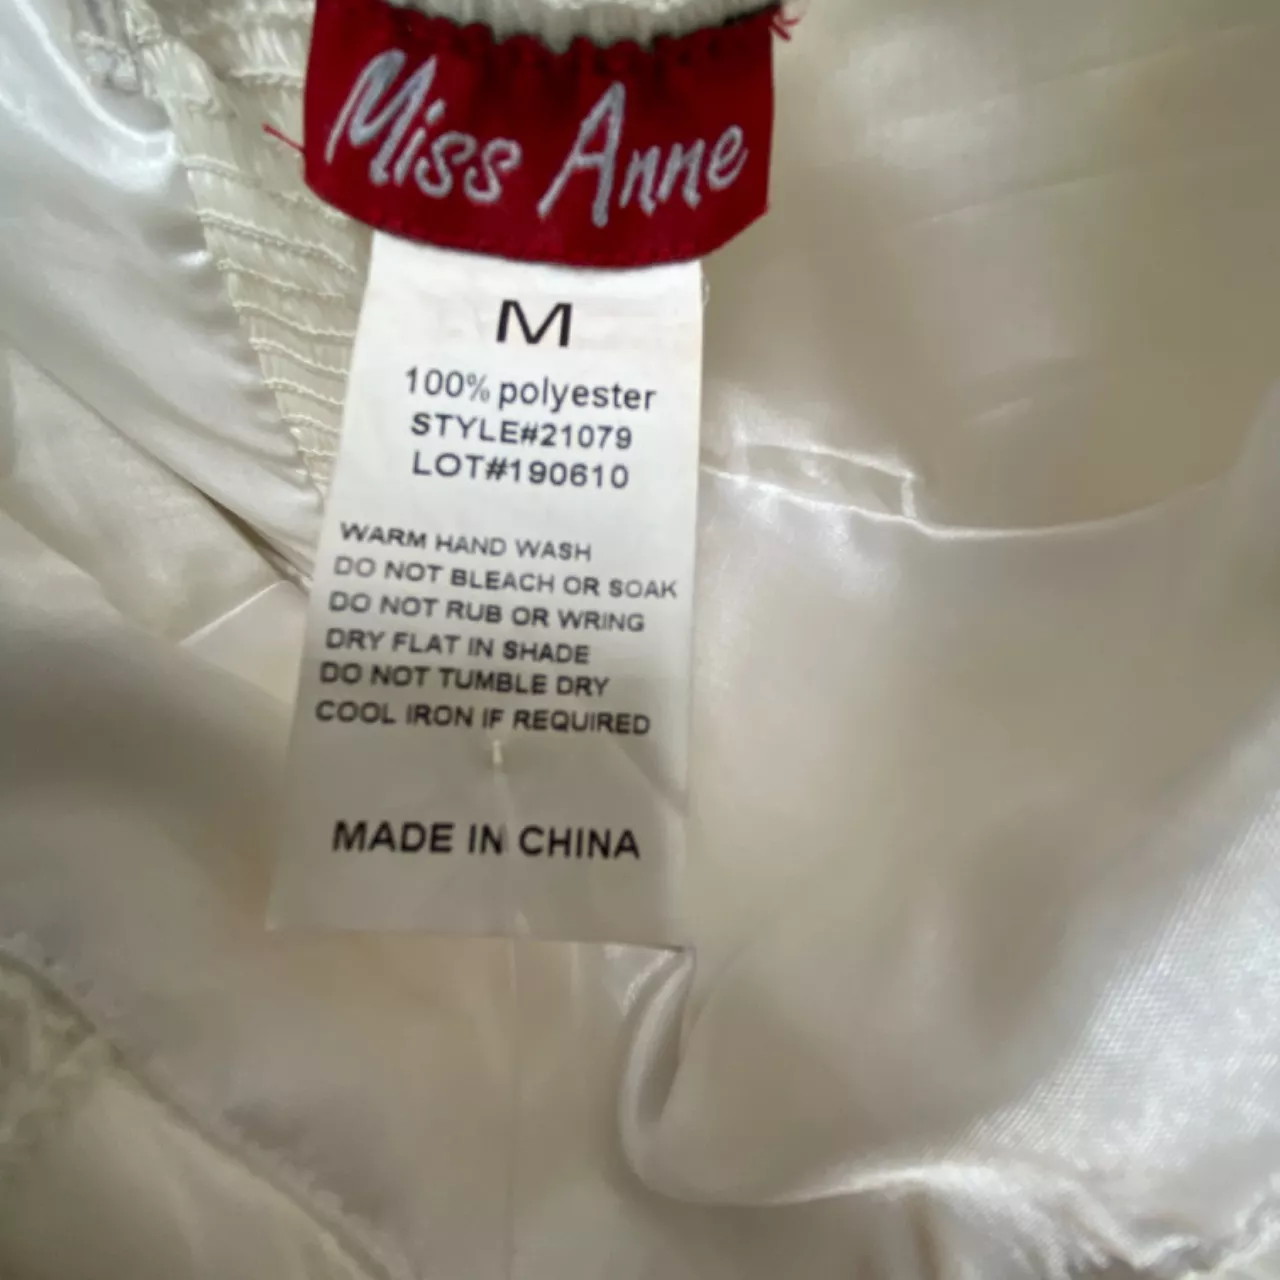 Miss Anne
M
100% polyester
STYLE#21079
LOT#190610
WARM HAND WASH
DO NOT BLEACH OR SOAK
DO NOT RUB OR WRING
DRY FLAT IN SHADE
DO NOT TUMBLE DRY
COOL IRON IF REQUIRED
MADE IN CHINA